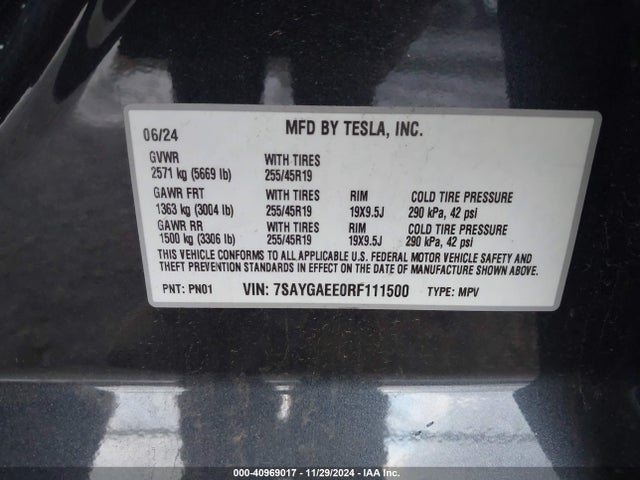 06/24 MFD BY TESLA, INC.
GVWR WITH TIRES
2571 kg (5669 lb) 255/45R19
GAWR FRT WITH TIRES RIM COLD TIRE PRESSURE
1363 kg (3004 lb) 255/45R19 19X9.5J 290 kPa, 42 psi
GAWR RR WITH TIRES RIM COLD TIRE PRESSURE
1500 kg (3306 lb) 255/45R19 19X9.5J 290 kPa, 42 psi
THIS VEHICLE CONFORMS TO ALL APPLICABLE U.S. FEDERAL MOTOR VEHICLE SAFETY AND
THEFT PREVENTION STANDARDS IN EFFECT ON THE DATE OF MANUFACTURE SHOWN ABOVE.
PNT: PN01 VIN: 7SAYGAEE0RF111500 TYPE: MPV
000-40969017 - 11/29/2024 - IAA Inc.